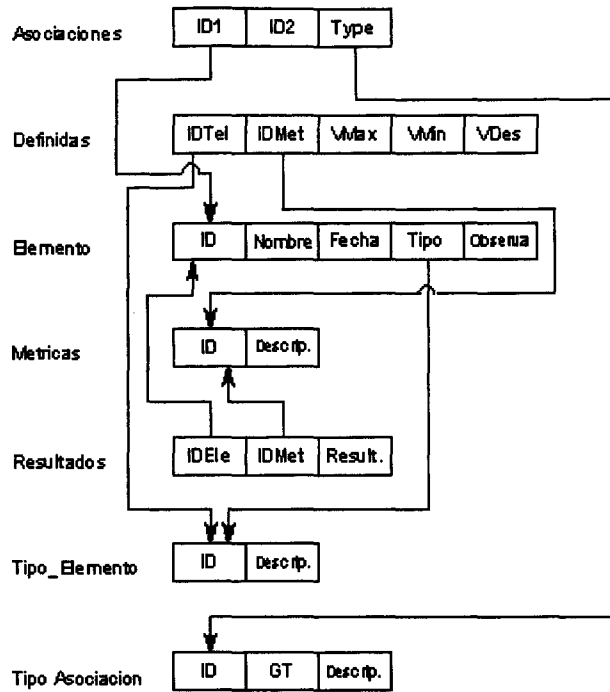 Asociaciones ID1 ID2 Type
Definidas IDTel IDMet VMax VMin VDes
Elemento ID Nombre Fecha Tipo Observa
Metricas ID Descrip.
Resultados IDEle IDMet Result.
Tipo_Elemento ID Descrip.
Tipo Asociacion ID GT Descrip.